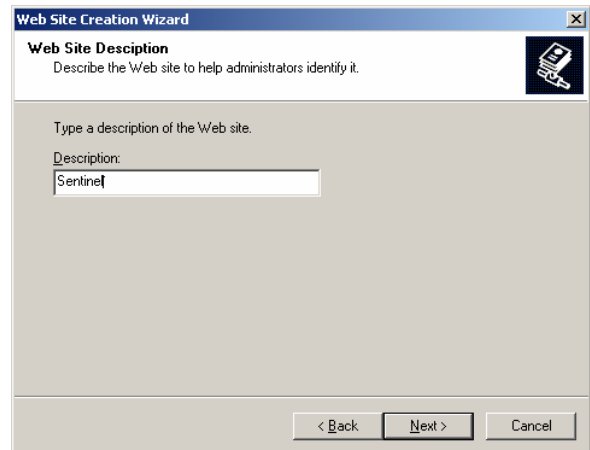 Web Site Creation Wizard
Web Site Desciption
Describe the Web site to help administrators identify it.
Type a description of the Web site.
Description:
Sentinel
< Back
Next >
Cancel